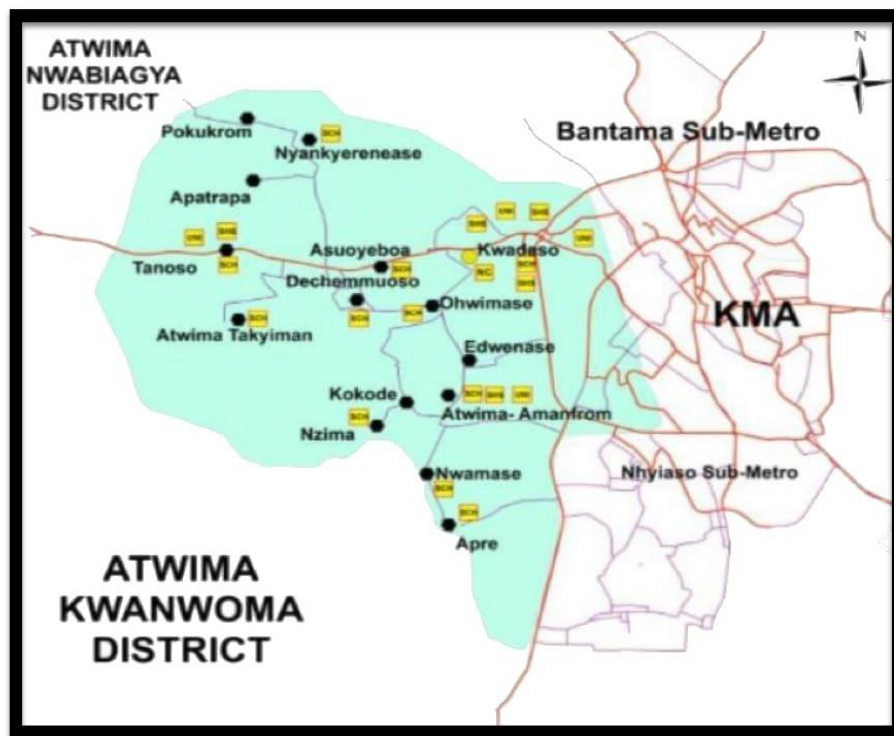 ATWIMA
NWABIAGYA
DISTRICT
N
Bantama Sub-Metro
Pokukrom
SCH
Nyankyerenease
Apatrapa
UNI
SHS
SHS
UNI
SHS
UNI
Tanoso
SCH
Asuoyeboa
SCH
Kwadaso
NC
SCH
SHS
Dechemmuoso
SCH
SCH
Ohwimase
Atwima Takyiman
SCH
KMA
Edwenase
Kokode
SCH
SHS
UNI
Atwima- Amanfrom
SCH
Nzima
Nwamase
SCH
Nhyiaso Sub-Metro
SCH
Apre
ATWIMA
KWANWOMA
DISTRICT